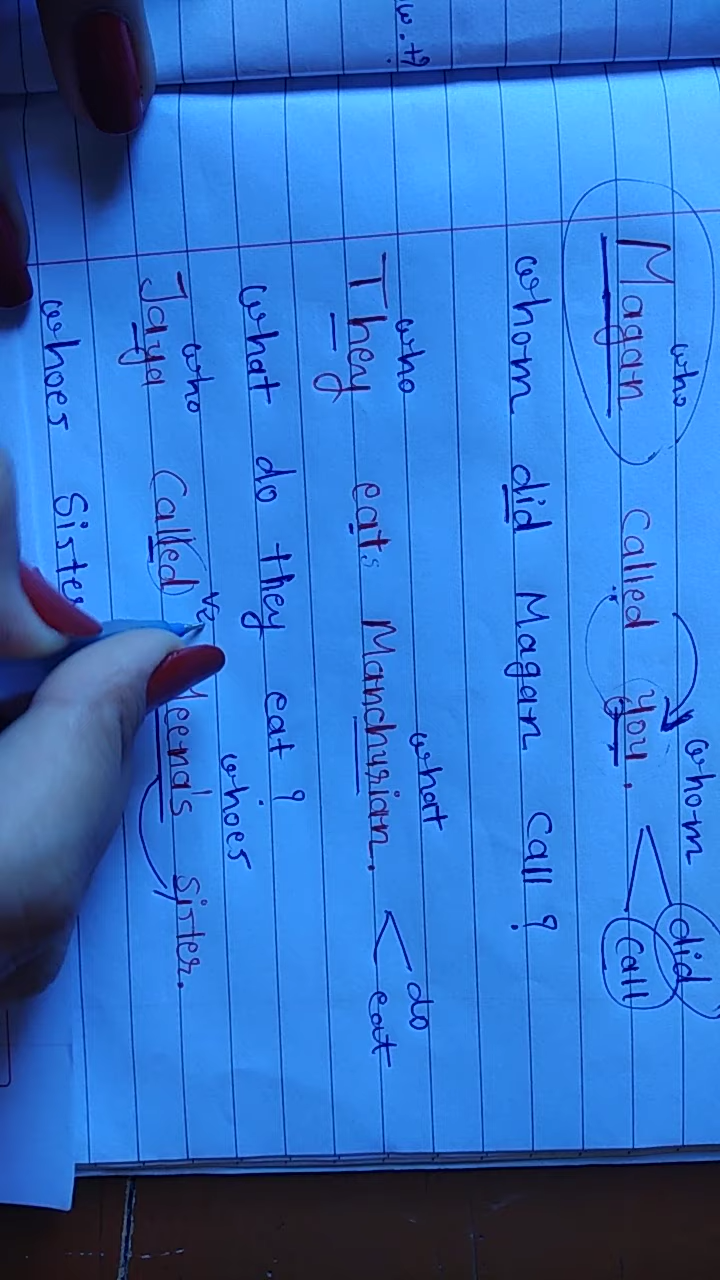 w.t?
who whom
Magan called you. < did call
whom did Magan call?
who what
They eats Manchurian. < do eat
what do they eat?
who V2 whoes
Jaya called Meena's sister.
whoes sister